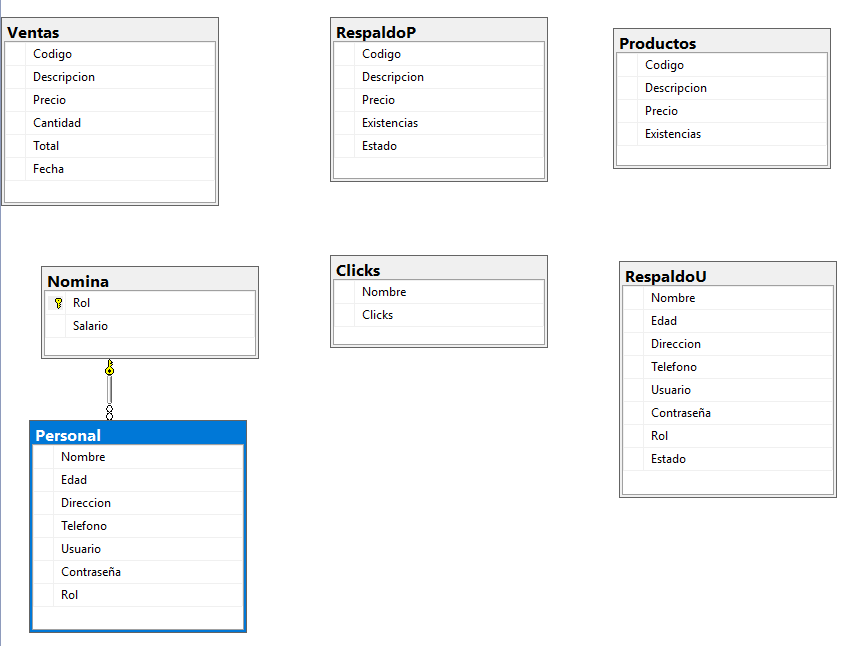 Ventas
Codigo
Descripcion
Precio
Cantidad
Total
Fecha
RespaldoP
Codigo
Descripcion
Precio
Existencias
Estado
Productos
Codigo
Descripcion
Precio
Existencias
Nomina
Rol
Salario
Clicks
Nombre
Clicks
RespaldoU
Nombre
Edad
Direccion
Telefono
Usuario
Contraseña
Rol
Estado
Personal
Nombre
Edad
Direccion
Telefono
Usuario
Contraseña
Rol